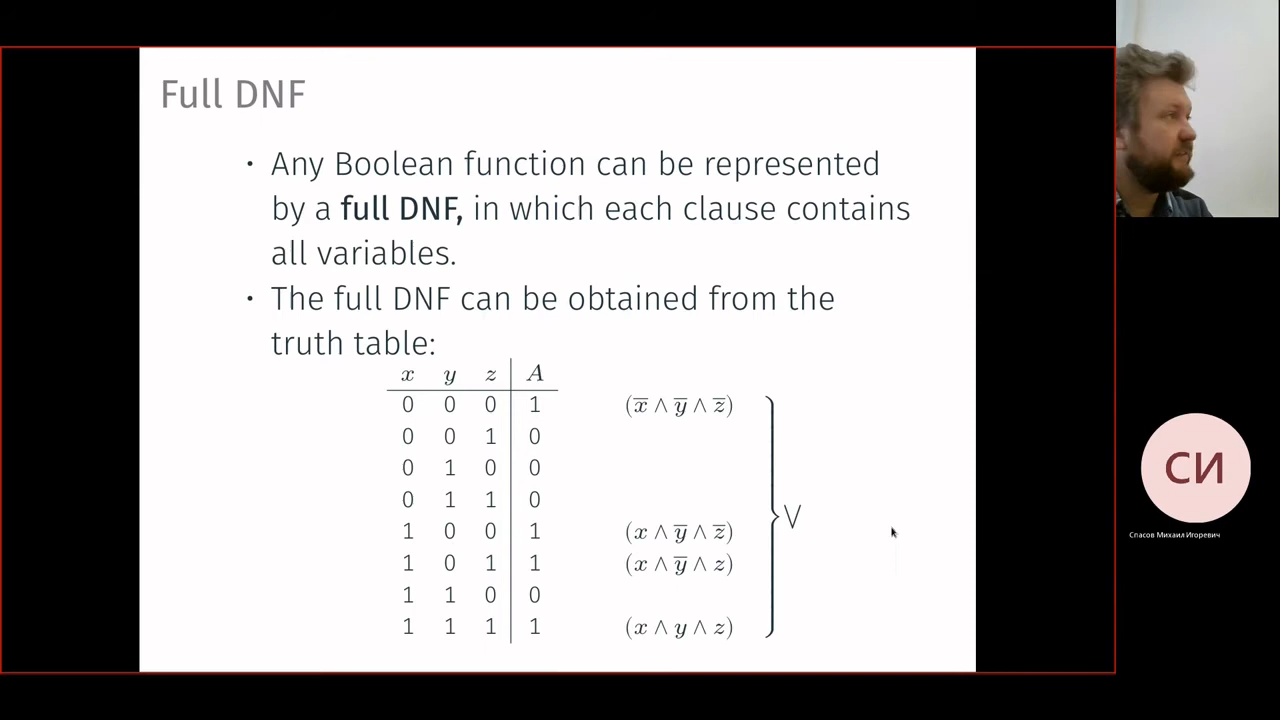 Full DNF
• Any Boolean function can be represented
by a full DNF, in which each clause contains
all variables.
• The full DNF can be obtained from the
truth table:
x y z A
0 0 0 1 (x̅ ∧ y̅ ∧ z̅)
0 0 1 0
0 1 0 0
0 1 1 0
1 0 0 1 (x ∧ y̅ ∧ z̅)
1 0 1 1 (x ∧ y̅ ∧ z)
1 1 0 0
1 1 1 1 (x ∧ y ∧ z)
∨
СИ
Спасов Михаил Игоревич